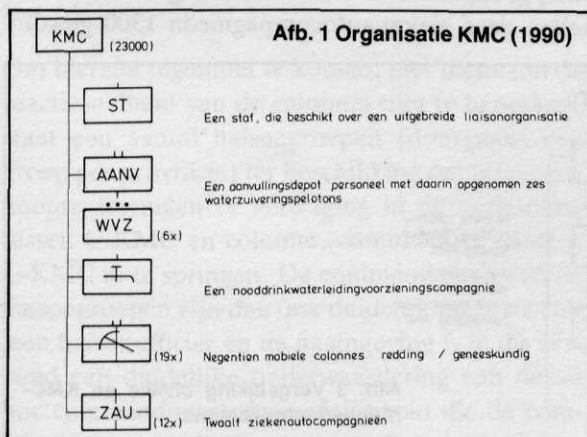 KMC
(23000)
Afb. 1 Organisatie KMC (1990)
ST
Een staf, die beschikt over een uitgebreide liaisonorganisatie
AANV
Een aanvullingsdepot personeel met daarin opgenomen zes
waterzuiveringspelotons
WYZ
(6x)
T
Een nooddrinkwaterleidingvoorzieningscompagnie
(19x)
Negentien mobiele colonnes redding / geneeskundig
ZAU
(12x)
Twaalf ziekenautocompagnieën